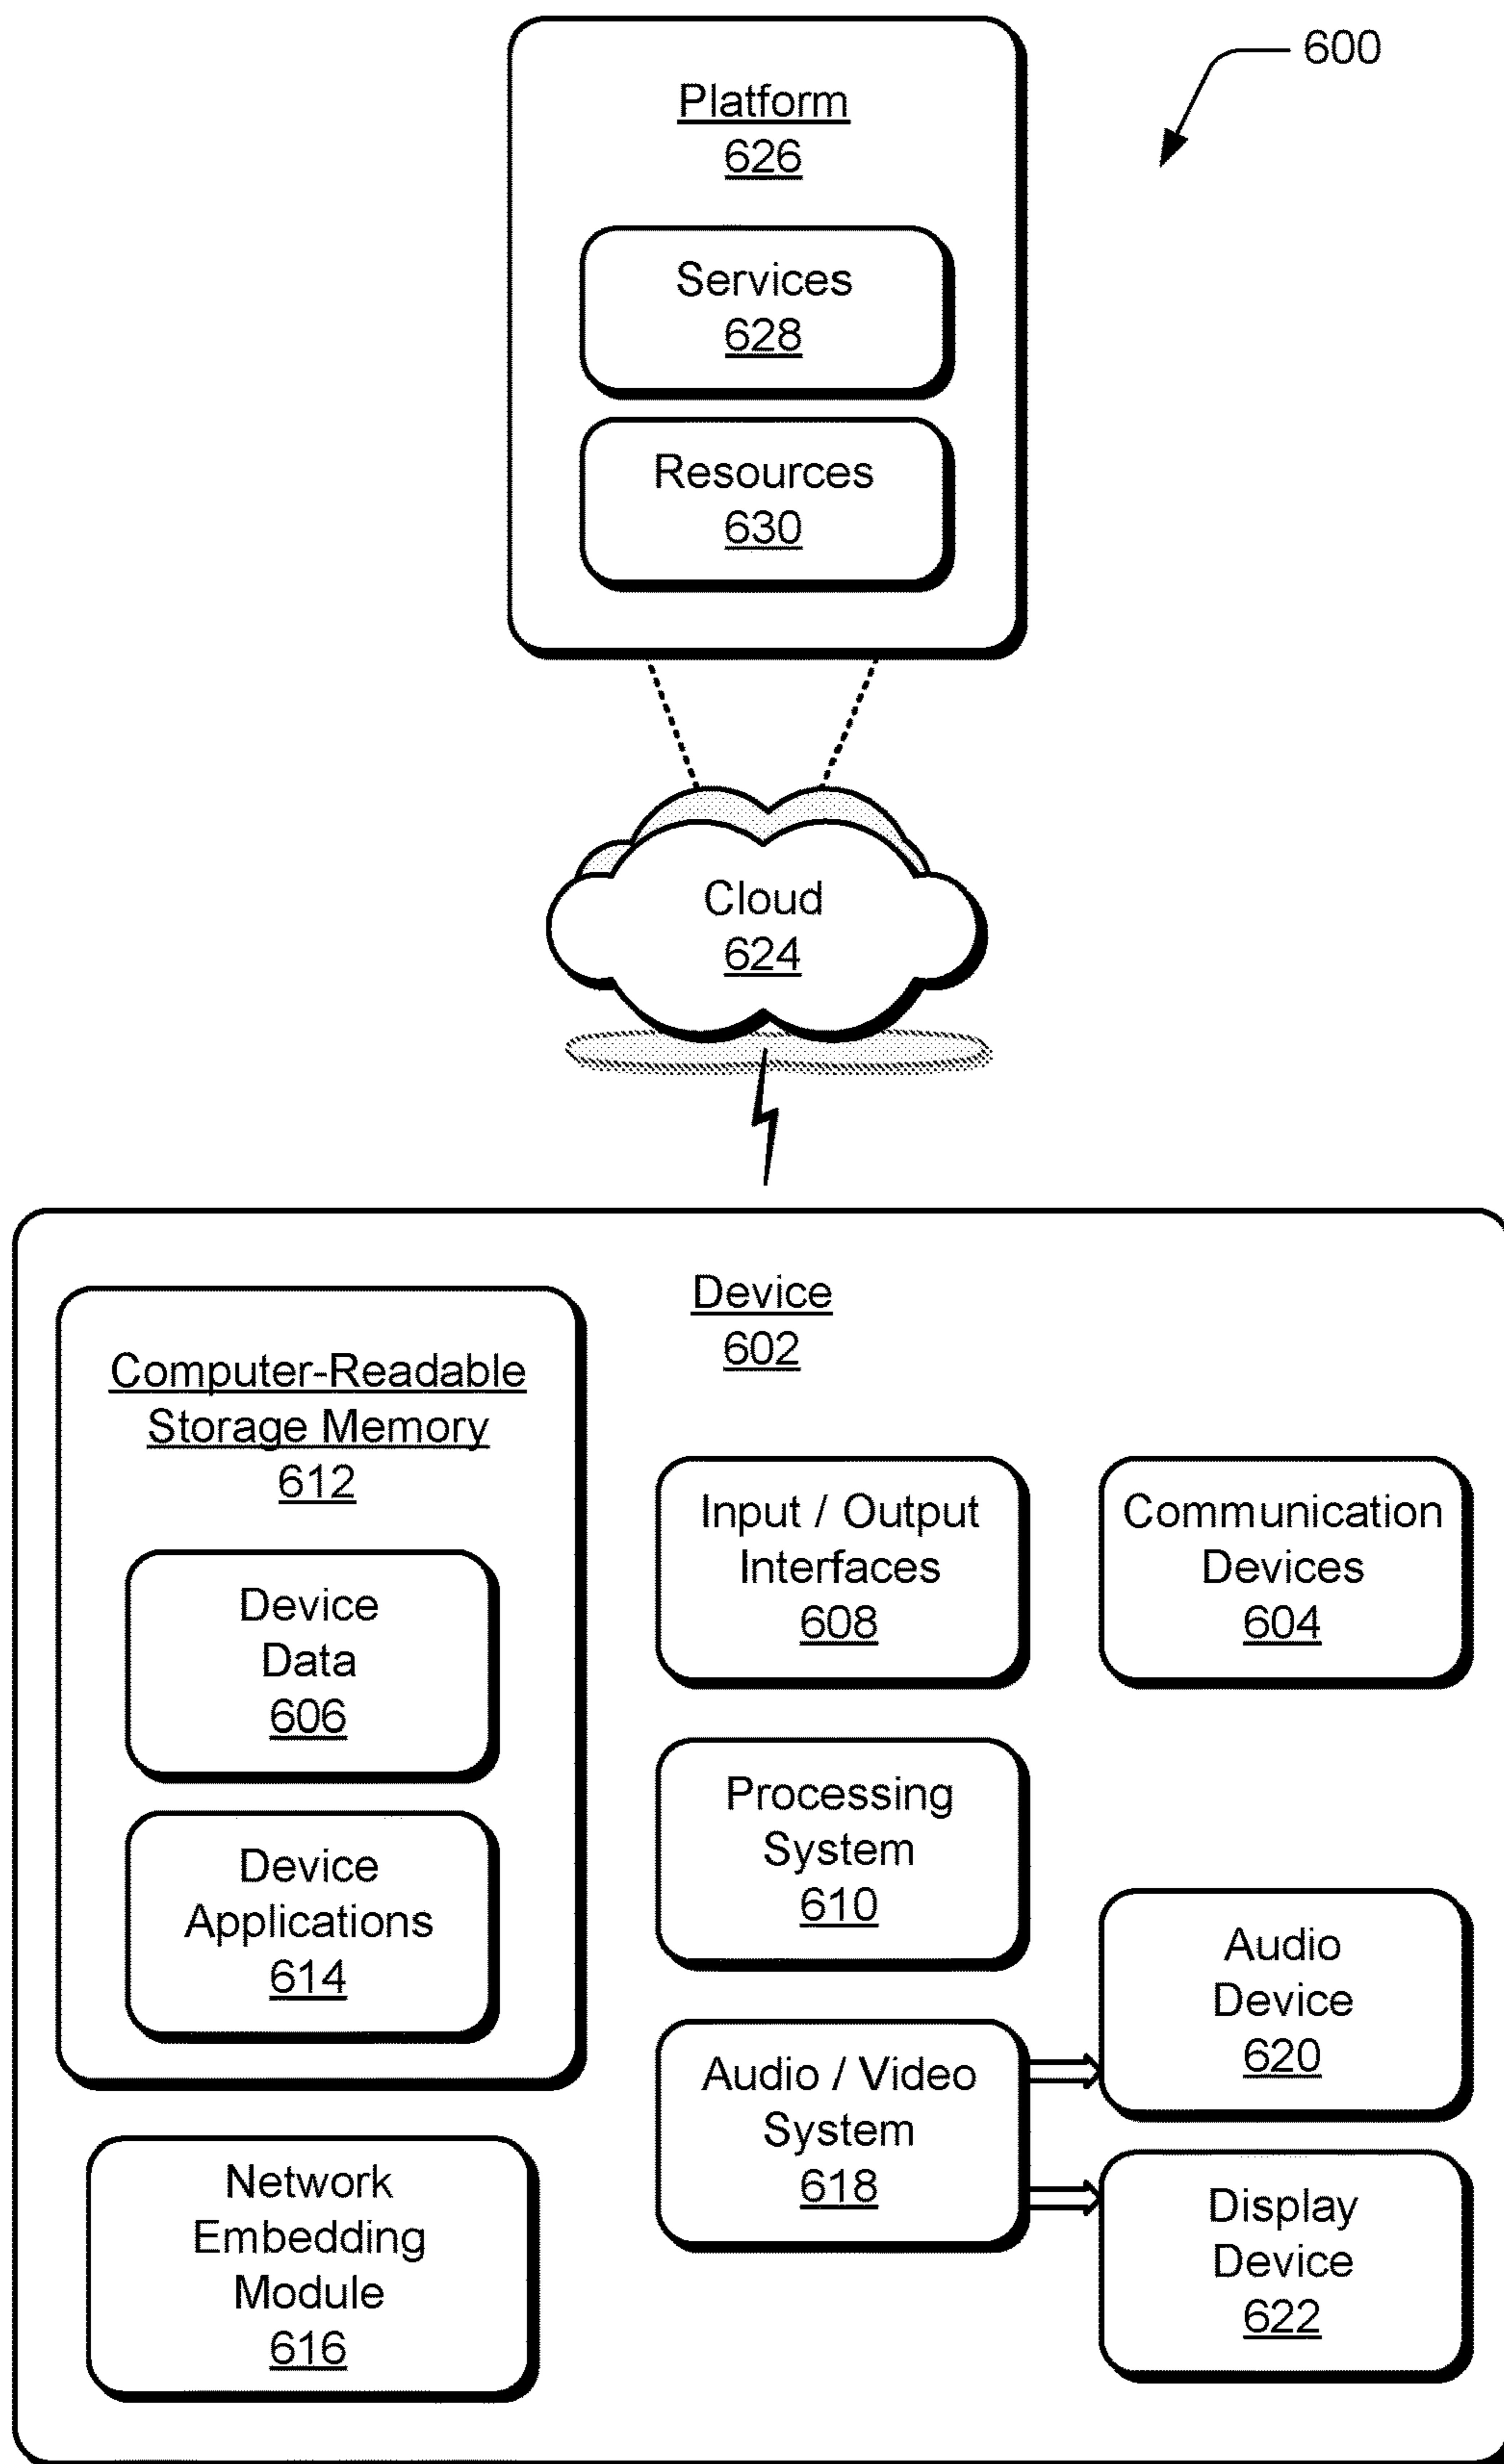 600
Platform
626
Services
628
Resources
630
Cloud
624
Device
602
Computer-Readable
Storage Memory
612
Device
Data
606
Device
Applications
614
Network
Embedding
Module
616
Input / Output
Interfaces
608
Processing
System
610
Audio / Video
System
618
Communication
Devices
604
Audio
Device
620
Display
Device
622